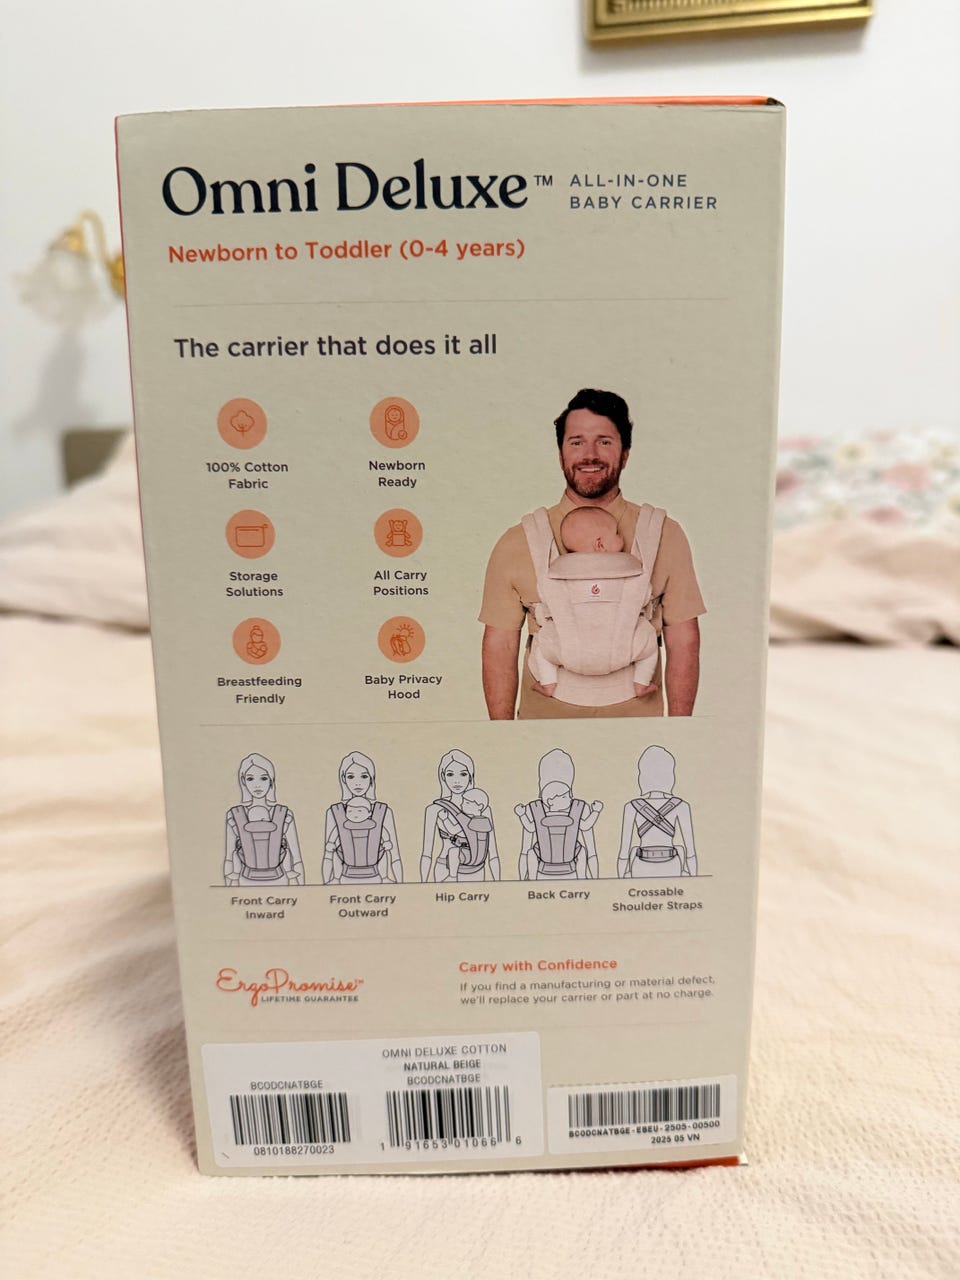 Omni Deluxe™ ALL-IN-ONE
BABY CARRIER
Newborn to Toddler (0-4 years)
The carrier that does it all
100% Cotton
Fabric
Newborn
Ready
Storage
Solutions
All Carry
Positions
Breastfeeding
Friendly
Baby Privacy
Hood
Front Carry
Inward
Front Carry
Outward
Hip Carry
Back Carry
Crossable
Shoulder Straps
ErgoPromise™
LIFETIME GUARANTEE
Carry with Confidence
If you find a manufacturing or material defect,
we'll replace your carrier or part at no charge.
BCODCNATBGE
0810188270023
OMNI DELUXE COTTON
NATURAL BEIGE
BCODCNATBGE
1 91653 01066 6
BCODCNATBGE-EBEU-2505-00500
2025 05 VN